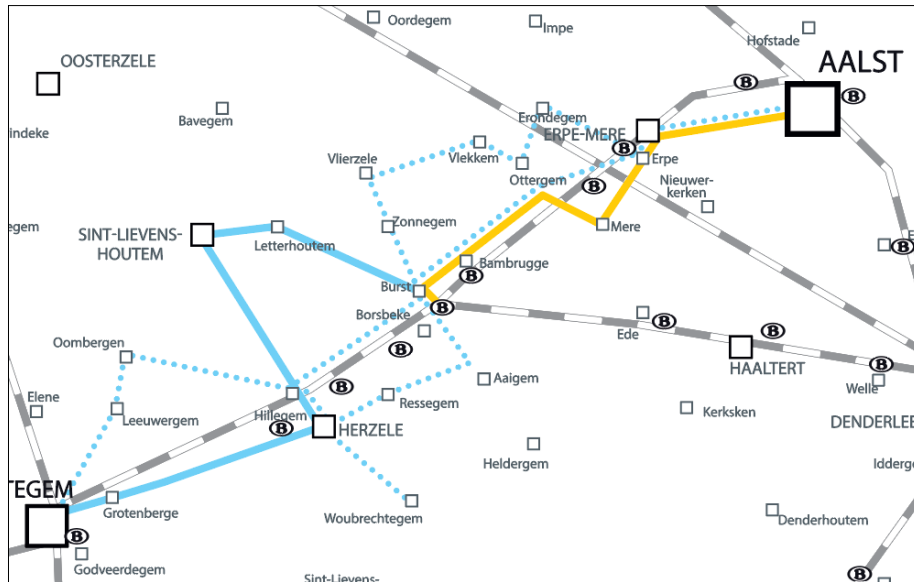 Oordegem
Impe
Hofstade
OOSTERZELE
AALST
B
B
Bavegem
indeke
Erondegem
ERPE-MERE
Vlekkem
B
Erpe
Vlierzele
Ottergem
B
Nieuwer-
kerken
Zonnegem
Mere
egem
SINT-LIEVENS-
HOUTEM
Letterhoutem
E
B
Bambrugge
B
Burst
B
Borsbeke
Ede
B
B
Oombergen
B
HAALTERT
B
Welle
Aaigem
B
Elene
Leeuwergem
Hillegem
Ressegem
Kerksken
DENDERLEE
B
HERZELE
Heldergem
Idderge
TEGEM
Grotenberge
Woubrechtegem
Denderhoutem
B
Godveerdegem
B
Sint-Lievens-